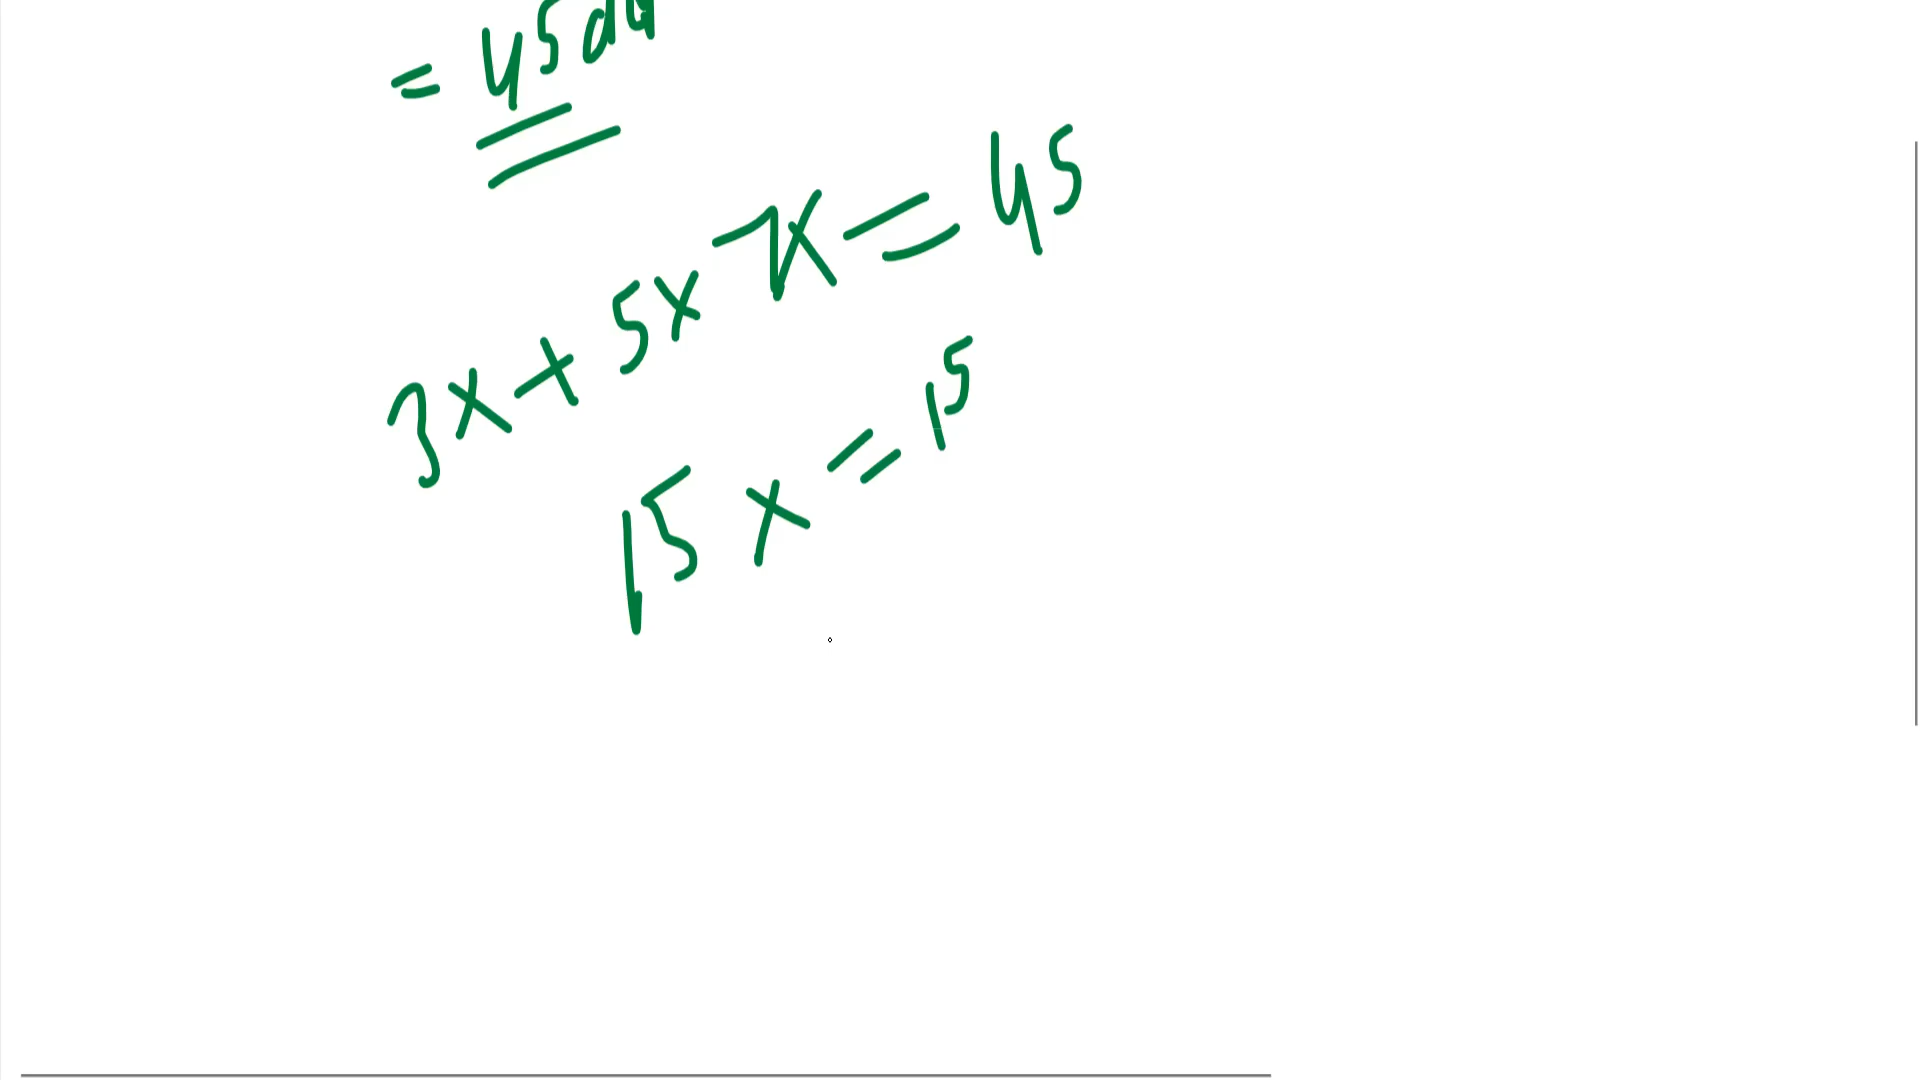 = 45
3x + 5x 7x = 45
15 x = 15